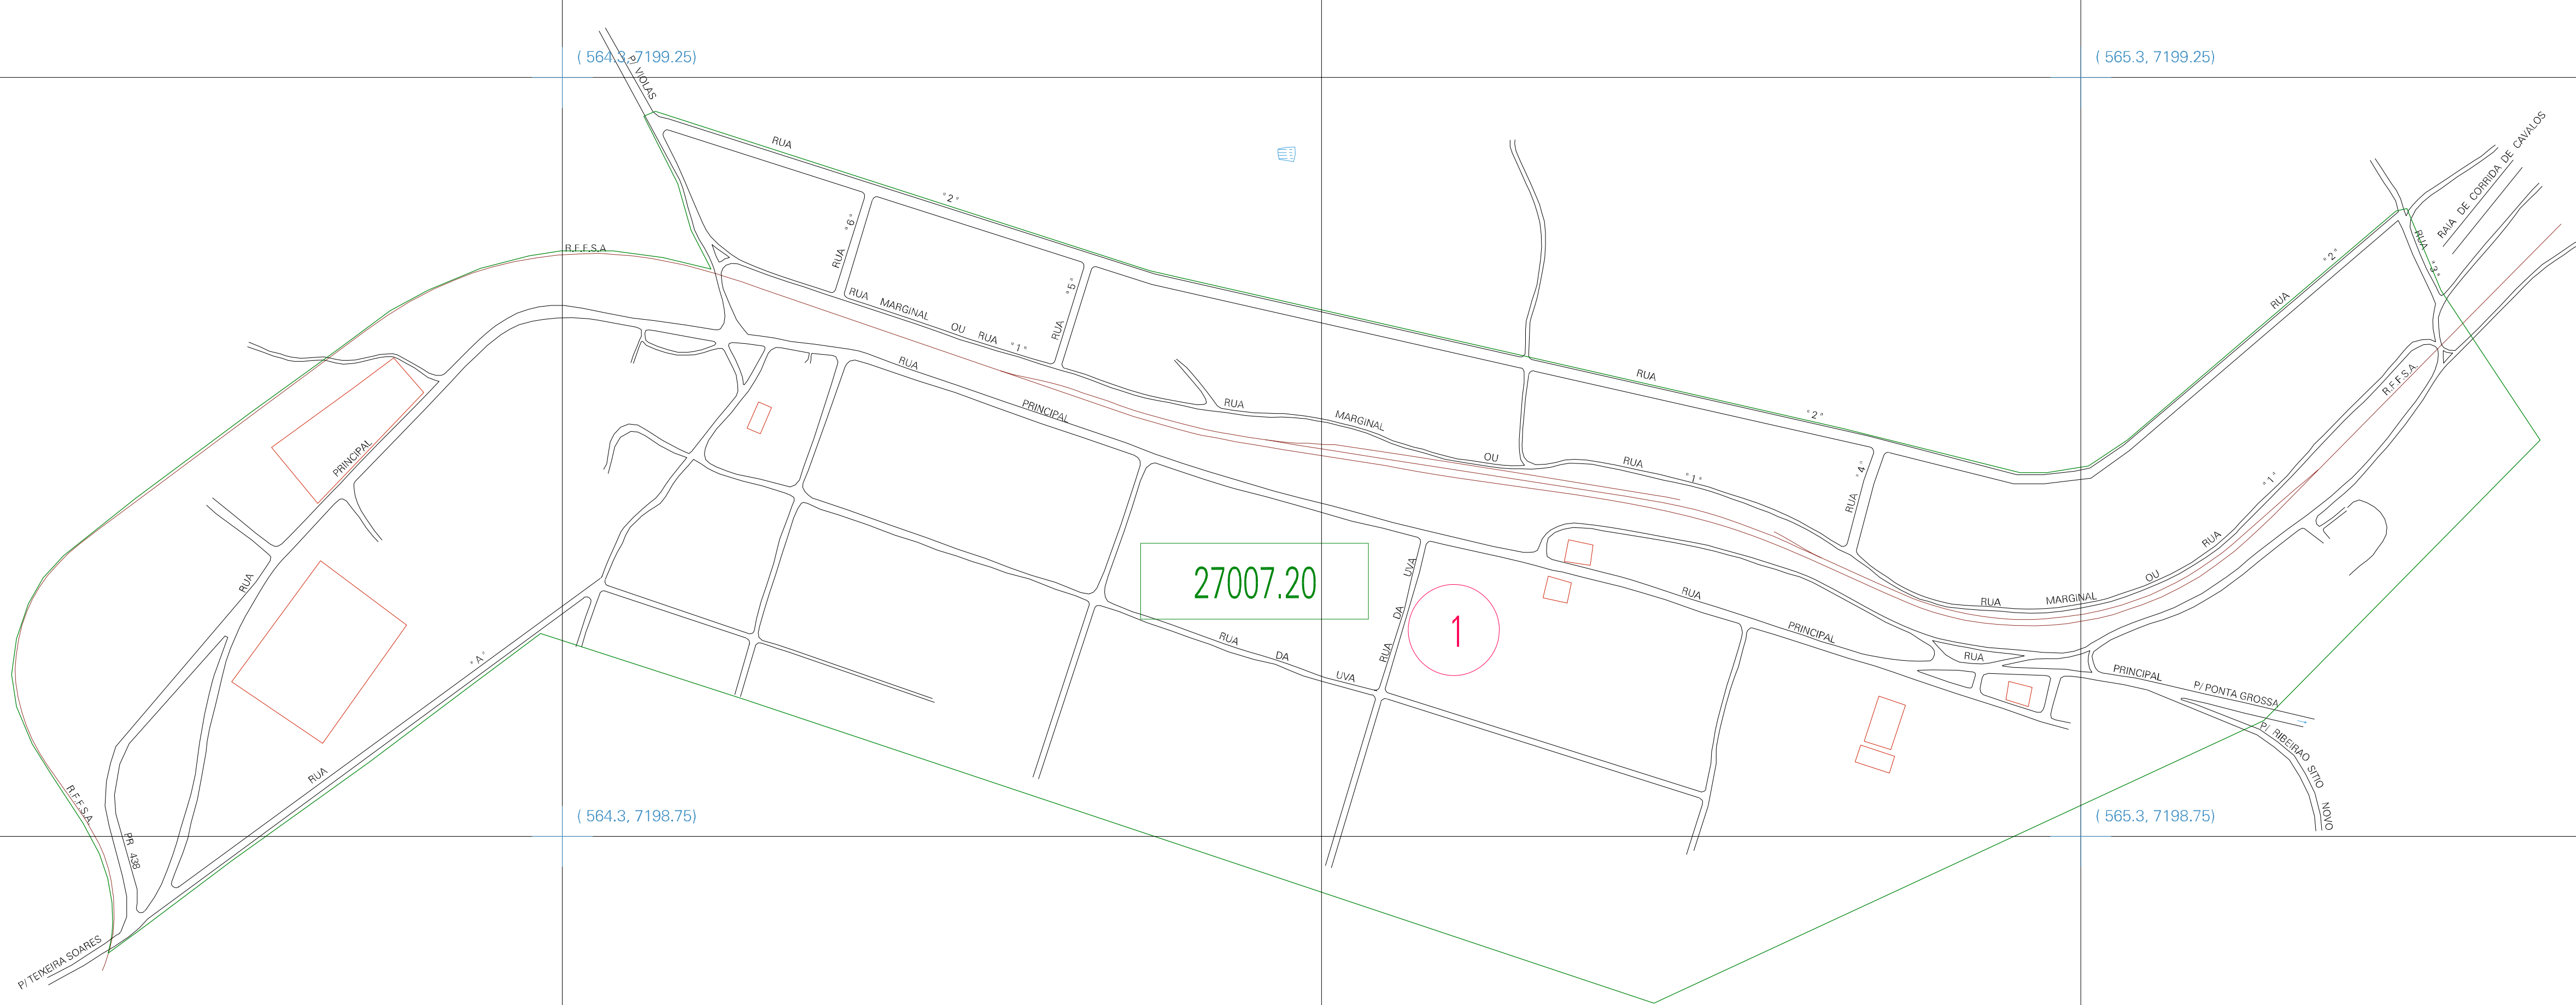 ( 564.3, 7199.25)
( 565.3, 7199.25)
P/ VIOLAS
RUA "2"
RAIA DE CORRIDA DE CAVALOS
RUA "3"
RUA "2"
R.F.F.S.A
RUA "6"
RUA "5"
RUA MARGINAL OU RUA "1"
RUA PRINCIPAL
RUA MARGINAL OU RUA "1"
RUA "2"
RUA "4"
R.F.F.S.A.
RUA MARGINAL OU RUA "1"
RUA PRINCIPAL
27007.20
1
RUA DA UVA
RUA DA UVA
RUA PRINCIPAL
RUA
PRINCIPAL
P/ PONTA GROSSA
P/ RIBEIRAO SITIO NOVO
RUA "A"
R.F.F.S.A
PR 438
P/ TEIXEIRA SOARES
( 564.3, 7198.75)
( 565.3, 7198.75)